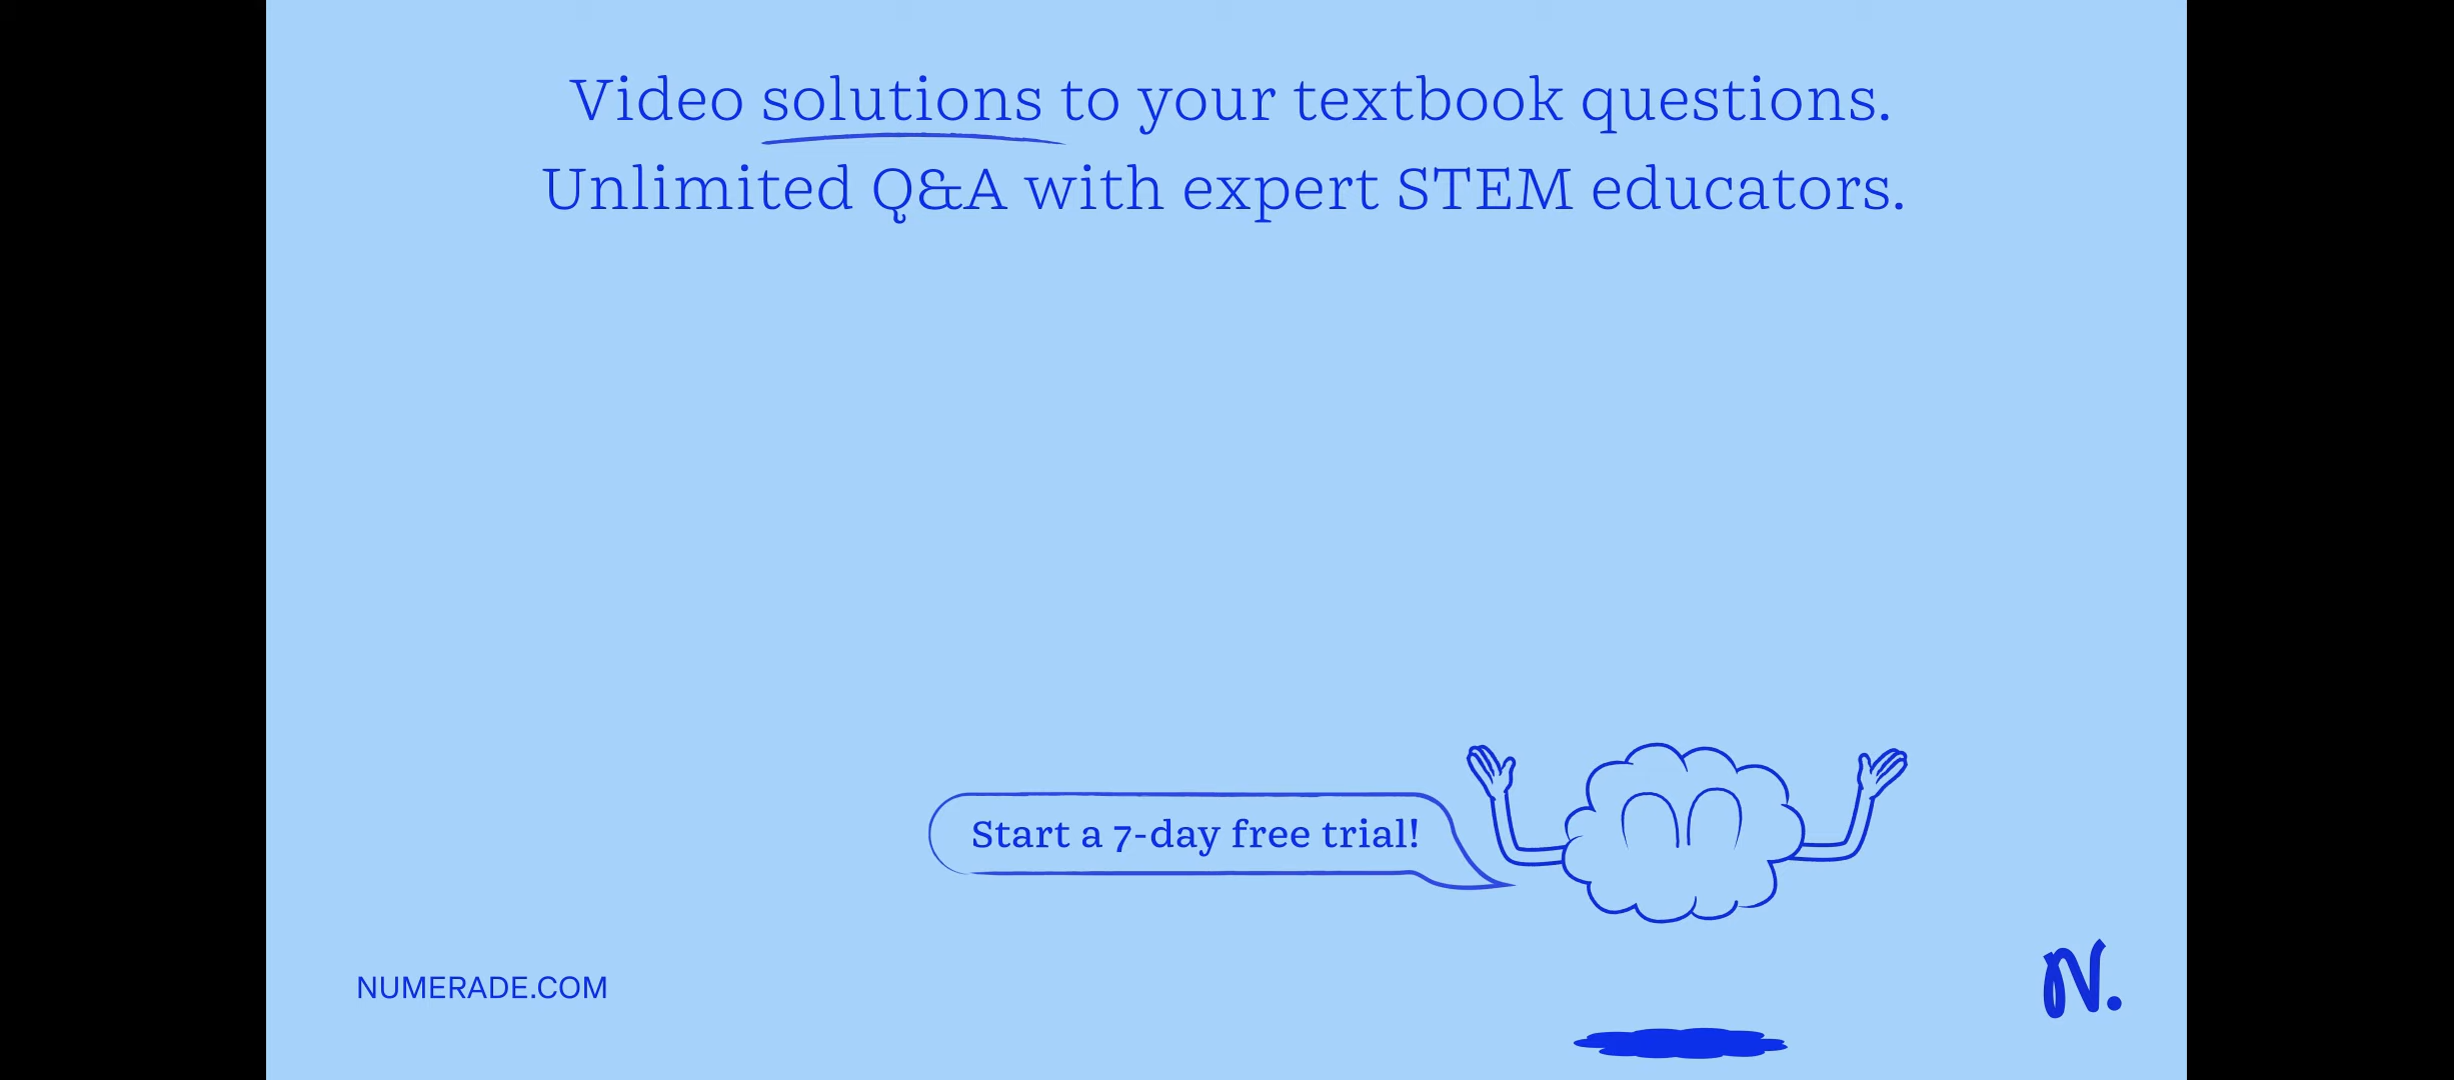 Video solutions to your textbook questions.
Unlimited Q&A with expert STEM educators.
Start a 7-day free trial!
NUMERADE.COM
N.